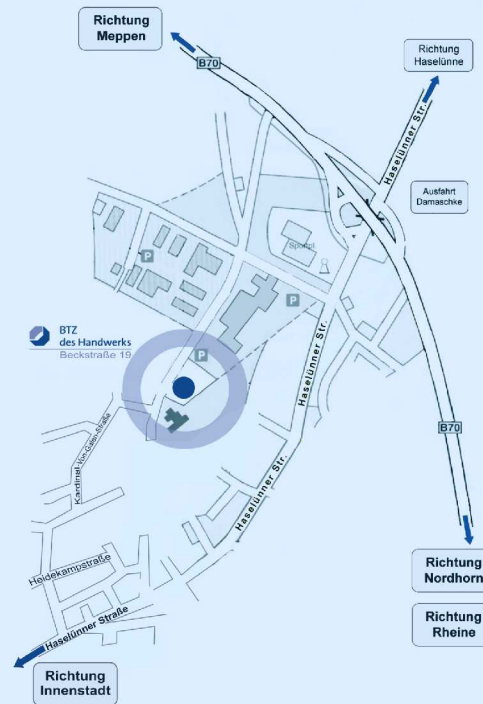 Richtung
Meppen
B70
Richtung
Haselünne
Haselünner Str.
Ausfahrt
Damaschke
Sportpl.
P
P
BTZ
des Handwerks
Beckstraße 19
P
Haselünner Str.
B70
Kardinal-von-Galen-Straße
Haselünner Str.
Heidekampstraße
Richtung
Nordhorn
Haselünner Straße
Richtung
Rheine
Richtung
Innenstadt